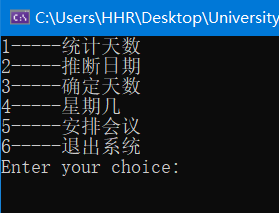 C:\Users\HHR\Desktop\University
1-----统计天数
2-----推断日期
3-----确定天数
4-----星期几
5-----安排会议
6-----退出系统
Enter your choice: